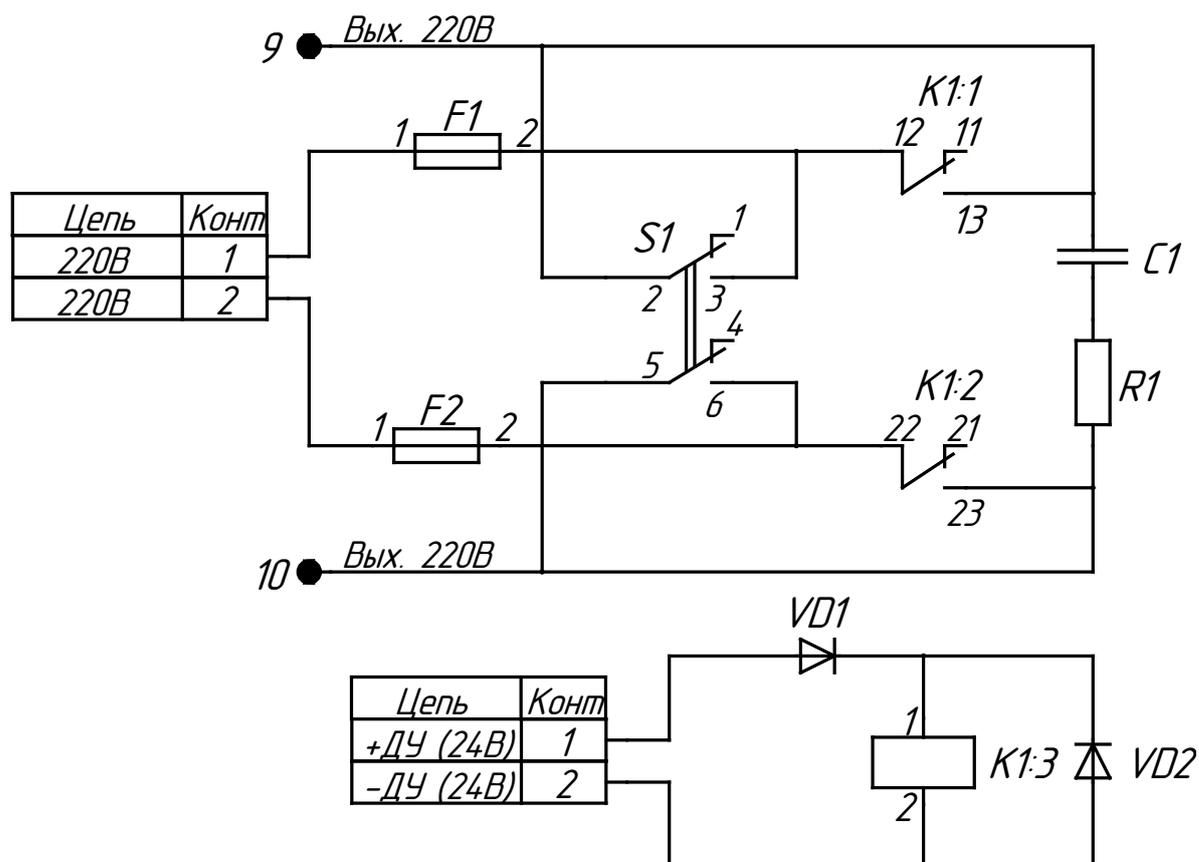 9 Вых. 220В
K1:1
F1
1 2 12 11
Цепь Конт
220В 1
220В 2
S1 1
13
C1
2 3
4
5
6
R1
K1:2
F2
1 2 22 21
23
10 Вых. 220В
VD1
Цепь Конт
+ДУ (24В) 1
-ДУ (24В) 2
1
K1:3 VD2
2